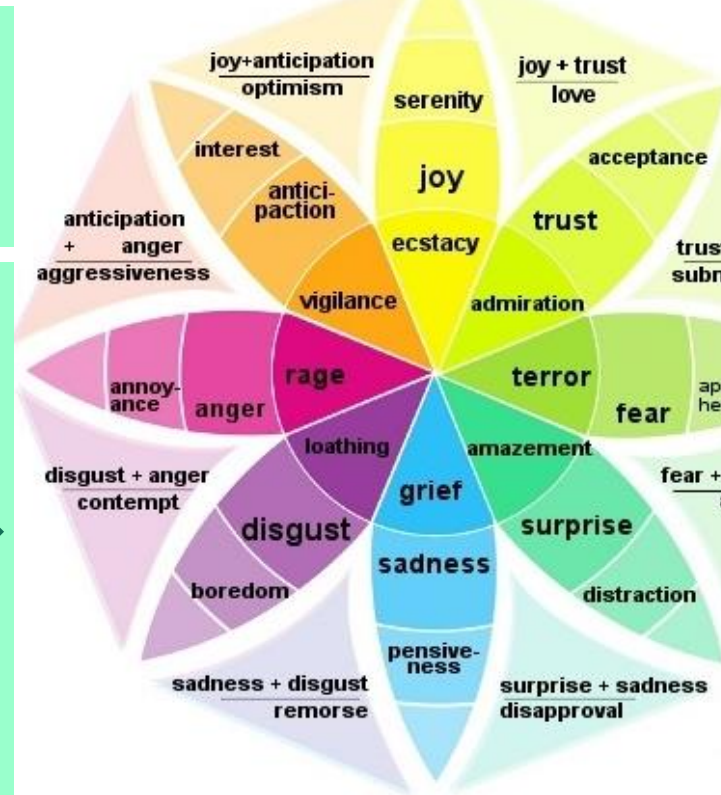 joy+anticipation
optimism
joy + trust
love
serenity
interest
acceptance
joy
antici-
paction
trust
anticipation
+ anger
aggressiveness
ecstacy
vigilance
admiration
rage
terror
annoy-
ance
anger
fear
loathing
amazement
disgust + anger
contempt
fear +
grief
disgust
surprise
sadness
boredom
distraction
pensive-
ness
sadness + disgust
remorse
surprise + sadness
disapproval